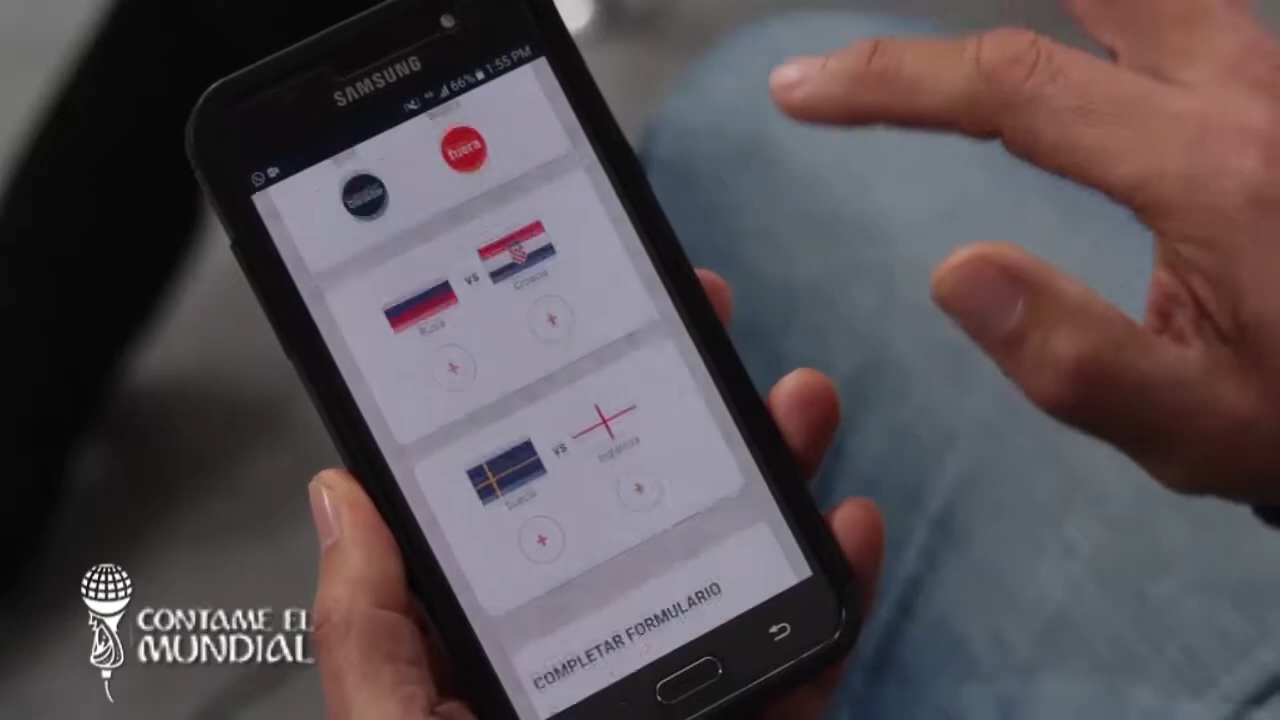 SAMSUNG
66% 1:55 PM
fuera
vs
Croacia
Rusia
vs
Inglaterra
Suecia
COMPLETAR FORMULARIO
CONTAME EL
MUNDIAL